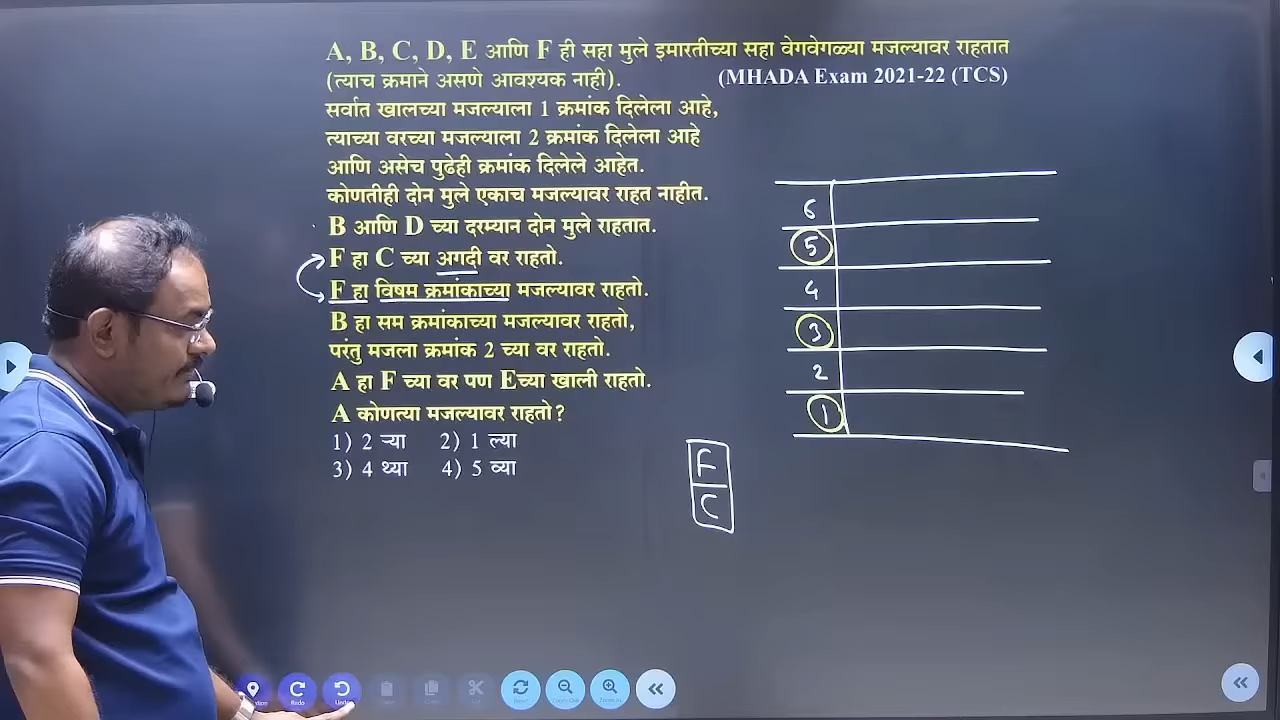 A, B, C, D, E आणि F ही सहा मुले इमारतीच्या सहा वेगवेगळ्या मजल्यावर राहतात
(त्याच क्रमाने असणे आवश्यक नाही). (MHADA Exam 2021-22 (TCS)
सर्वात खालच्या मजल्याला 1 क्रमांक दिलेला आहे,
त्याच्या वरच्या मजल्याला 2 क्रमांक दिलेला आहे
आणि असेच पुढेही क्रमांक दिलेले आहेत.
कोणतीही दोन मुले एकाच मजल्यावर राहत नाहीत.
B आणि D च्या दरम्यान दोन मुले राहतात.
F हा C च्या अगदी वर राहतो.
F हा विषम क्रमांकाच्या मजल्यावर राहतो.
B हा सम क्रमांकाच्या मजल्यावर राहतो,
परंतु मजला क्रमांक 2 च्या वर राहतो.
A हा F च्या वर पण Eच्या खाली राहतो.
A कोणत्या मजल्यावर राहतो?
1) 2 ऱ्या 2) 1 ल्या
3) 4 थ्या 4) 5 व्या
6
5
4
3
2
1
F
C
Redo
Undo